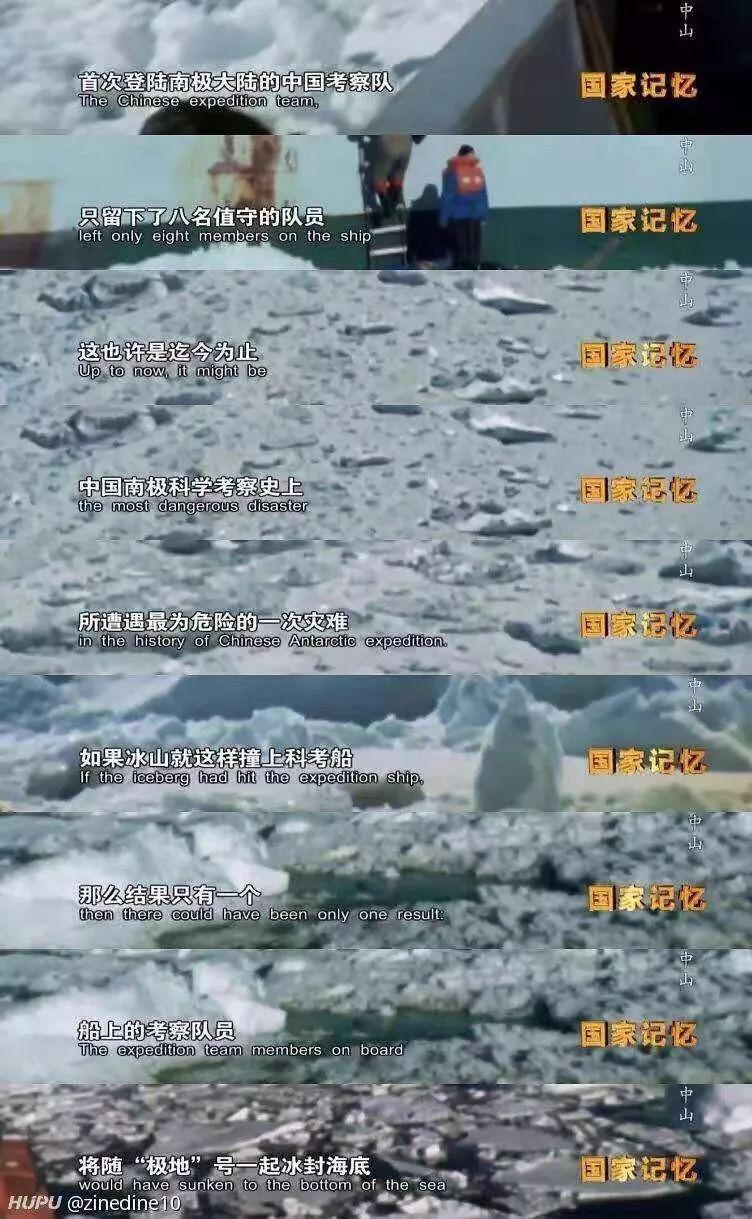 中山
首次登陆南极大陆的中国考察队
The Chinese expedition team,
国家记忆
中山
只留下了八名值守的队员
left only eight members on the ship
国家记忆
中山
这也许是迄今为止
Up to now, it might be
国家记忆
中山
中国南极科学考察史上
the most dangerous disaster
国家记忆
中山
所遭遇最为危险的一次灾难
in the history of Chinese Antarctic expedition.
国家记忆
中山
如果冰山就这样撞上科考船
If the iceberg had hit the expedition ship,
国家记忆
中山
那么结果只有一个
then there could have been only one result:
国家记忆
中山
船上的考察队员
The expedition team members on board
国家记忆
中山
将随“极地”号一起冰封海底
would have sunken to the bottom of the sea
国家记忆
HUPU @zinedine10